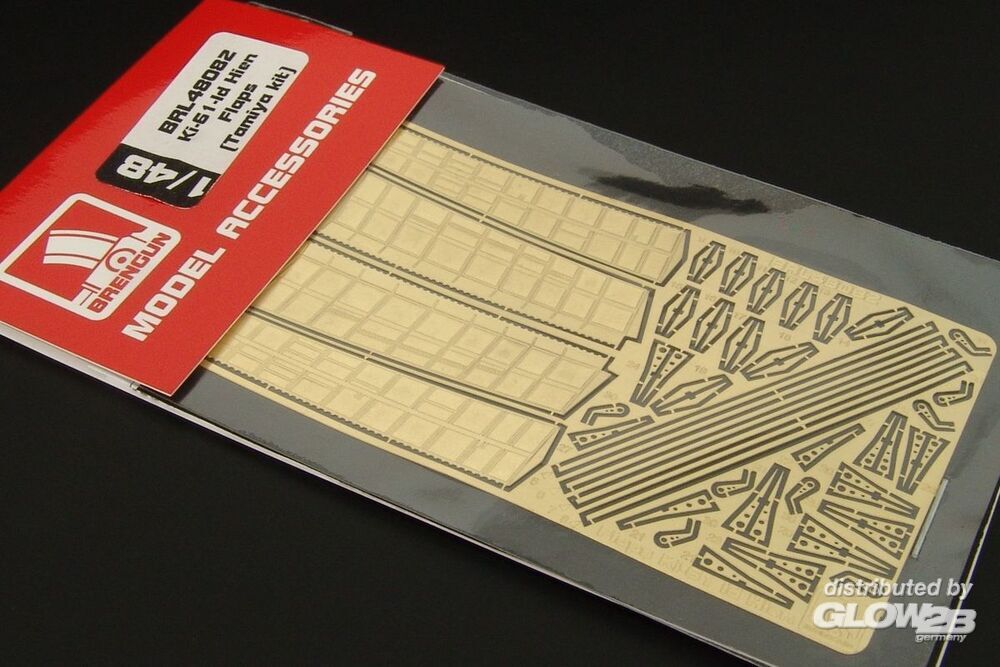 BRL48082
Ki-61-Id Hien
Flaps
(Tamiya kit)
1/48
BRENGUN
MODEL ACCESSORIES
distributed by
GLOW2B
germany